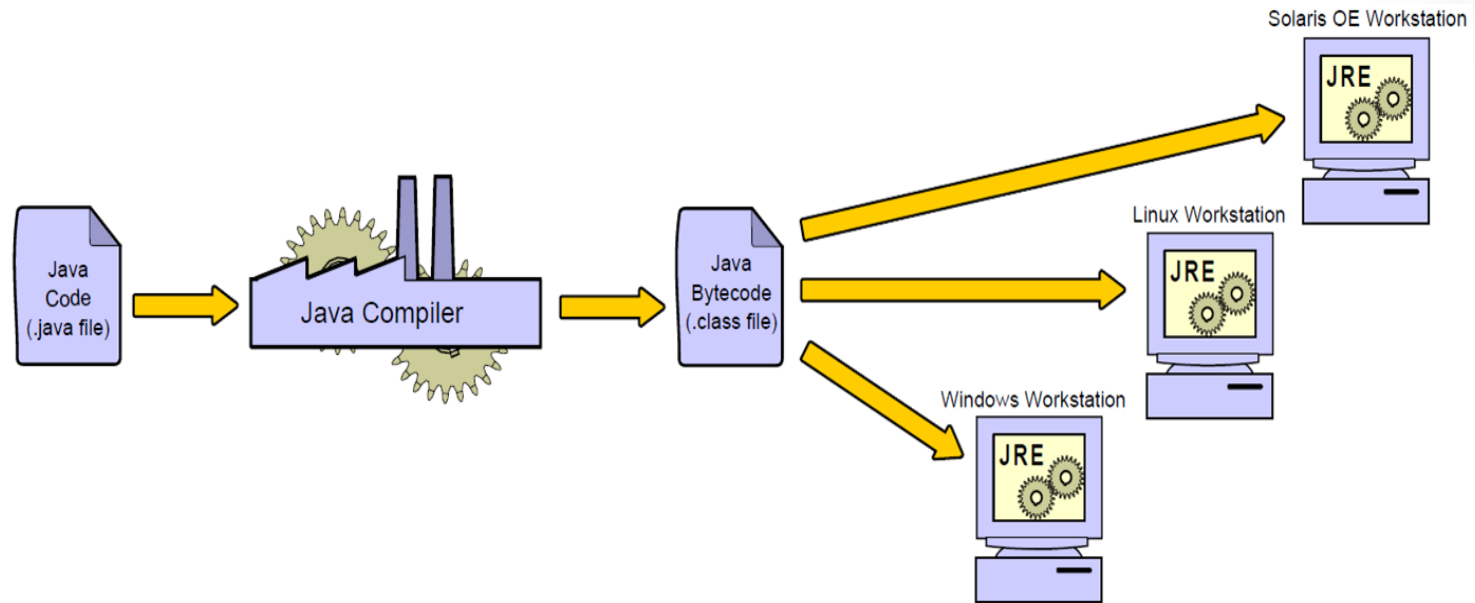 Solaris OE Workstation
JRE
Linux Workstation
JRE
Java
Code
(.java file)
Java Compiler
Java
Bytecode
(.class file)
Windows Workstation
JRE